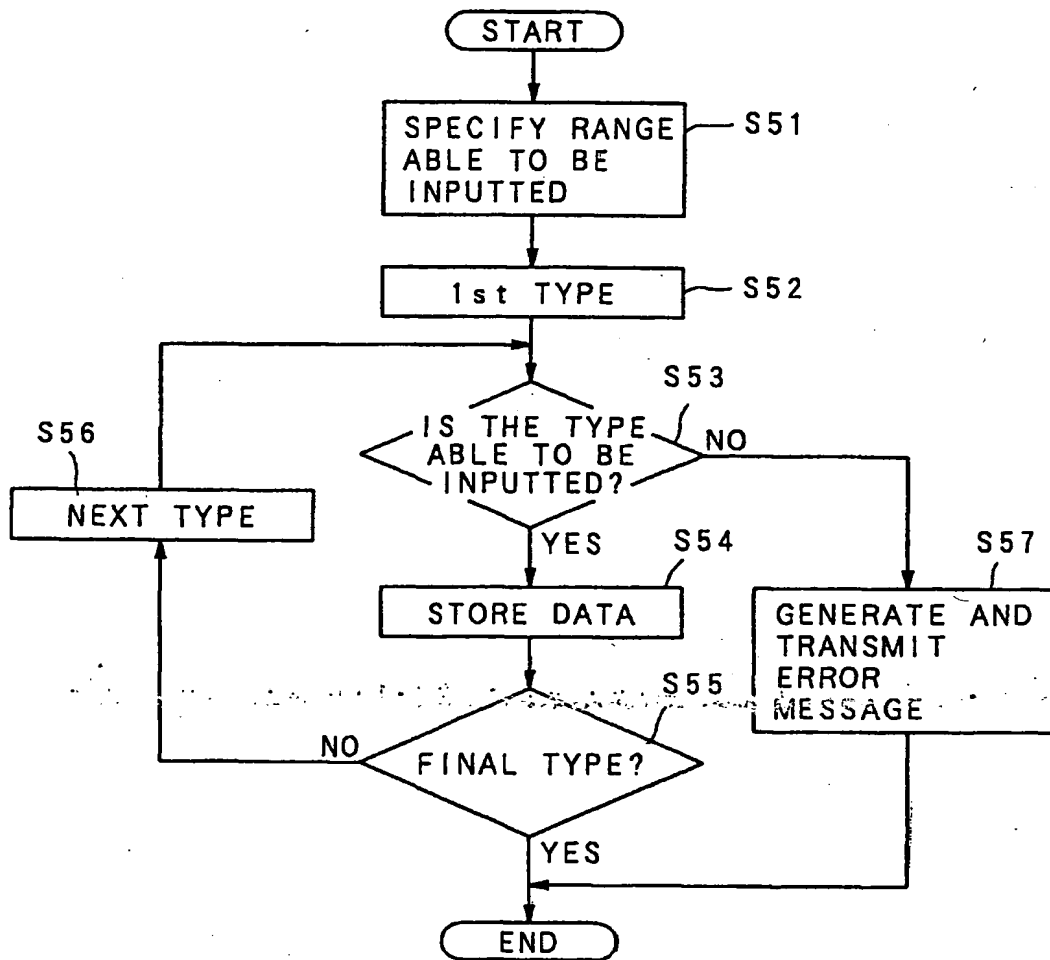 START
SPECIFY RANGE
ABLE TO BE
INPUTTED
S51
1st TYPE
S52
S53
IS THE TYPE
ABLE TO BE
INPUTTED?
NO
YES
S56
NEXT TYPE
S54
STORE DATA
S57
GENERATE AND
TRANSMIT
ERROR
MESSAGE
S55
FINAL TYPE?
NO
YES
END